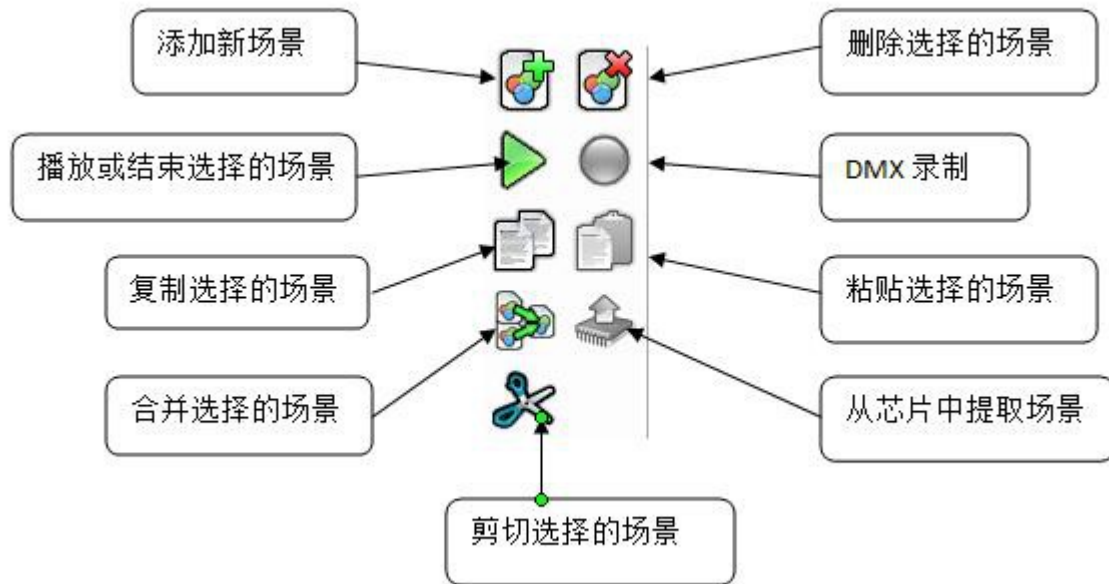 添加新场景
删除选择的场景
播放或结束选择的场景
DMX 录制
复制选择的场景
粘贴选择的场景
合并选择的场景
从芯片中提取场景
剪切选择的场景